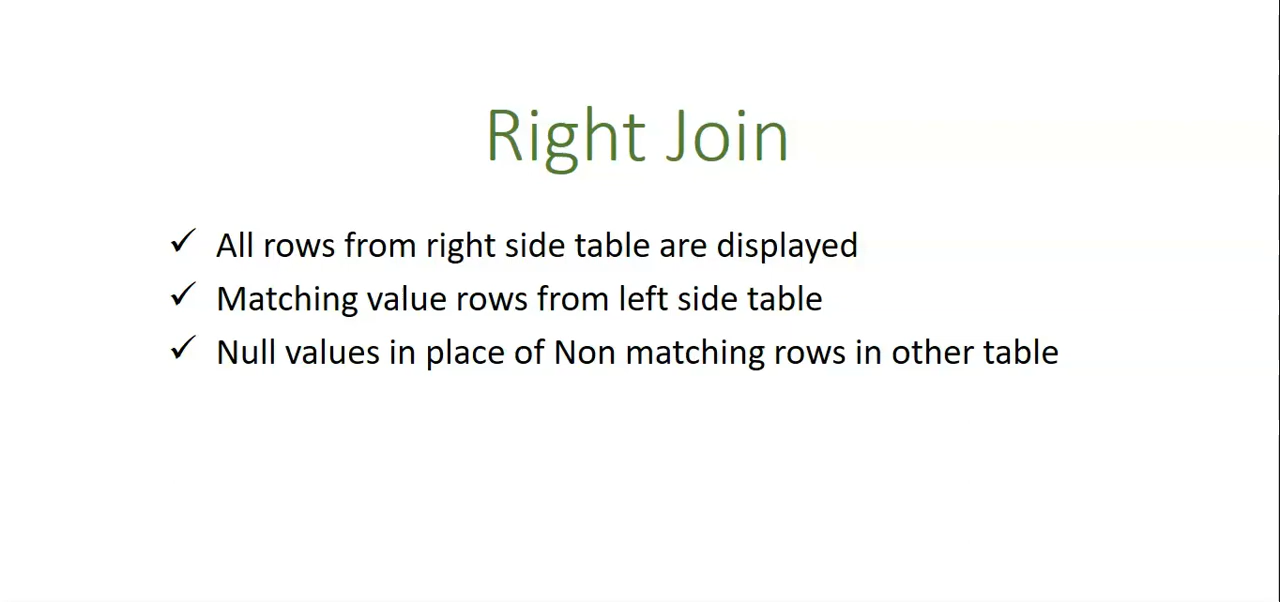 Right Join
✓ All rows from right side table are displayed
✓ Matching value rows from left side table
✓ Null values in place of Non matching rows in other table